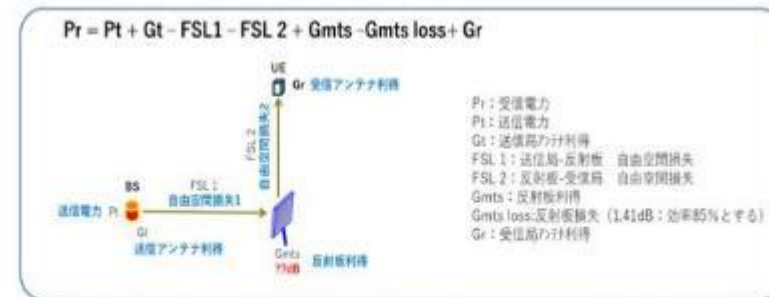 Pr = Pt + Gt – FSL1 – FSL 2 + Gmts –Gmts loss+ Gr
UE
Gr 受信アンテナ利得
FSL 2
自由空間損失2
BS
FSL 1
自由空間損失1
送信電力 Pt
Gt
送信アンテナ利得
Gmts
77dB
反射板利得
Pr：受信電力
Pt：送信電力
Gt：送信局アンテナ利得
FSL 1：送信局-反射板　自由空間損失
FSL 2：反射板-受信局　自由空間損失
Gmts：反射板利得
Gmts loss:反射板損失（1.41dB：効率85%とする）
Gr：受信局アンテナ利得